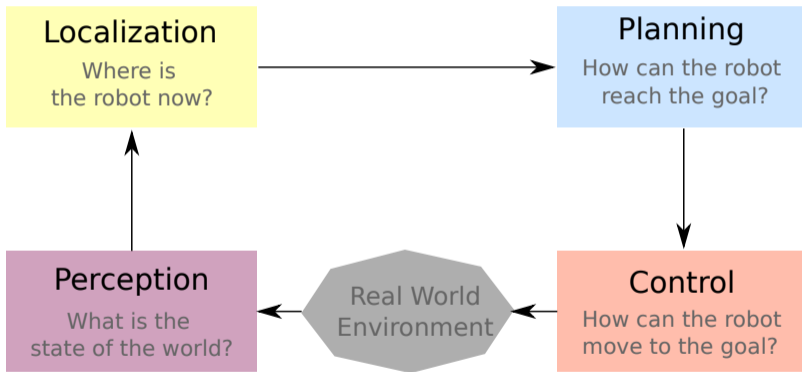 Localization
Where is
the robot now?
Planning
How can the robot
reach the goal?
Perception
What is the
state of the world?
Real World
Environment
Control
How can the robot
move to the goal?